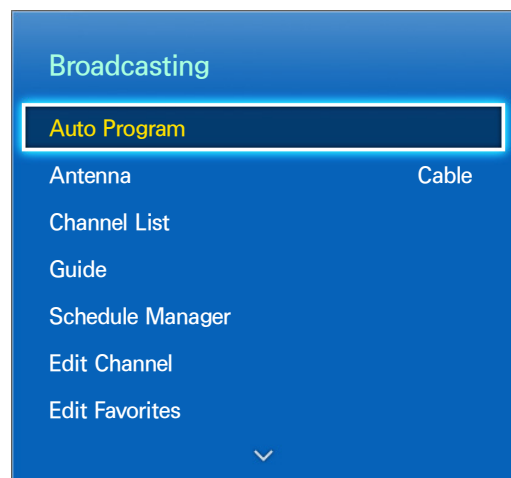 Broadcasting
Auto Program
Antenna Cable
Channel List
Guide
Schedule Manager
Edit Channel
Edit Favorites